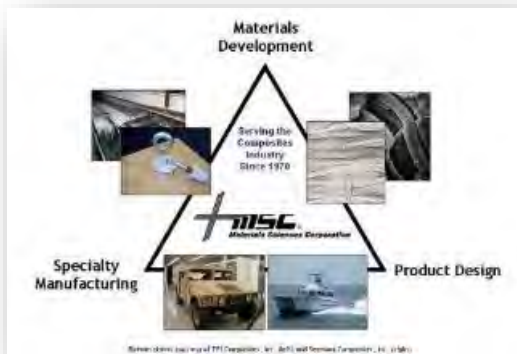 Materials
Development
Serving the
Composites
Industry
Since 1970
MSC
Materials Sciences Corporation
Specialty
Manufacturing
Product Design